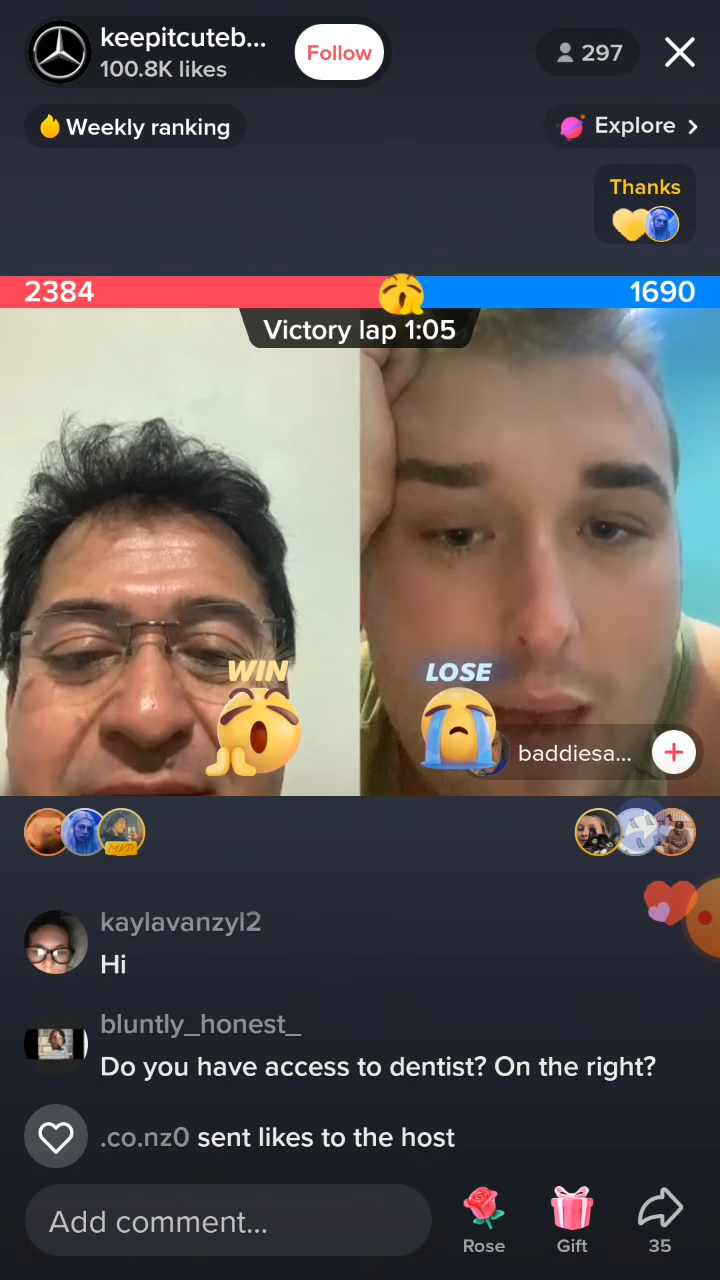 keepitcuteb...
100.8K likes
Follow
297
Weekly ranking
Explore
Thanks
2384
1690
Victory lap 1:05
WIN
LOSE
baddiesa...
MVP
kaylavanzyl2
Hi
bluntly_honest_
Do you have access to dentist? On the right?
.co.nz0 sent likes to the host
Add comment...
Rose
Gift
35